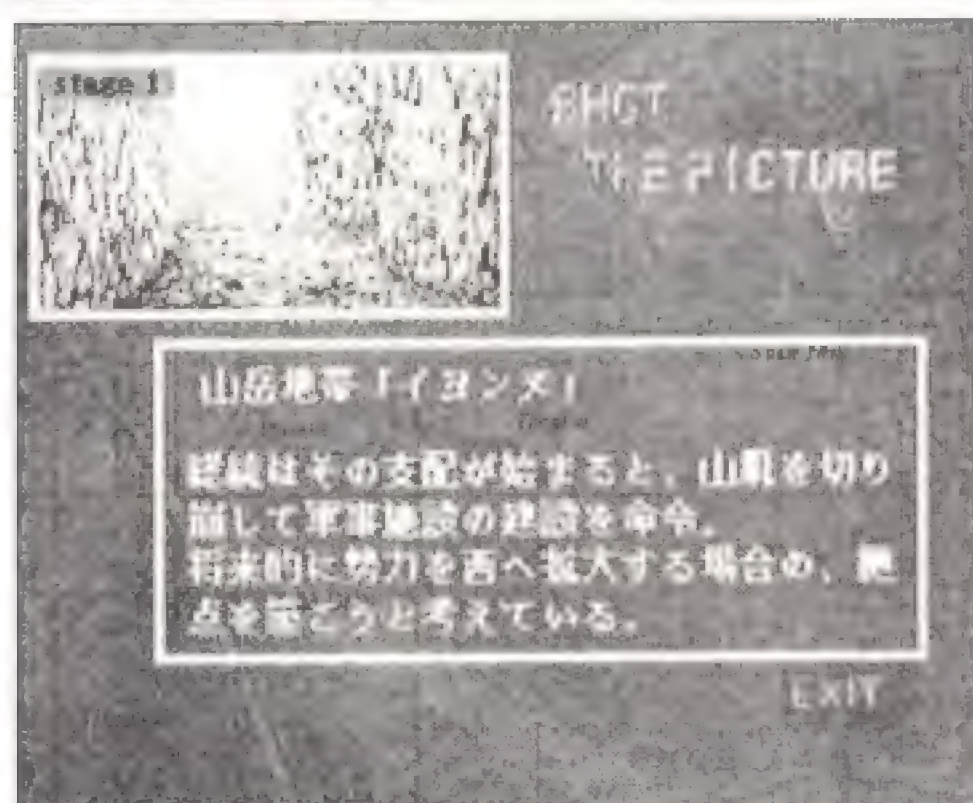 stage 1
SHOT
THE PICTURE
山岳地帯「イヨンメ」
総統はその支配が始まると、山肌を切り
崩して軍事施設の建設を命令。
将来的に勢力を西へ拡大する場合の、拠
点を築こうと考えている。
EXIT